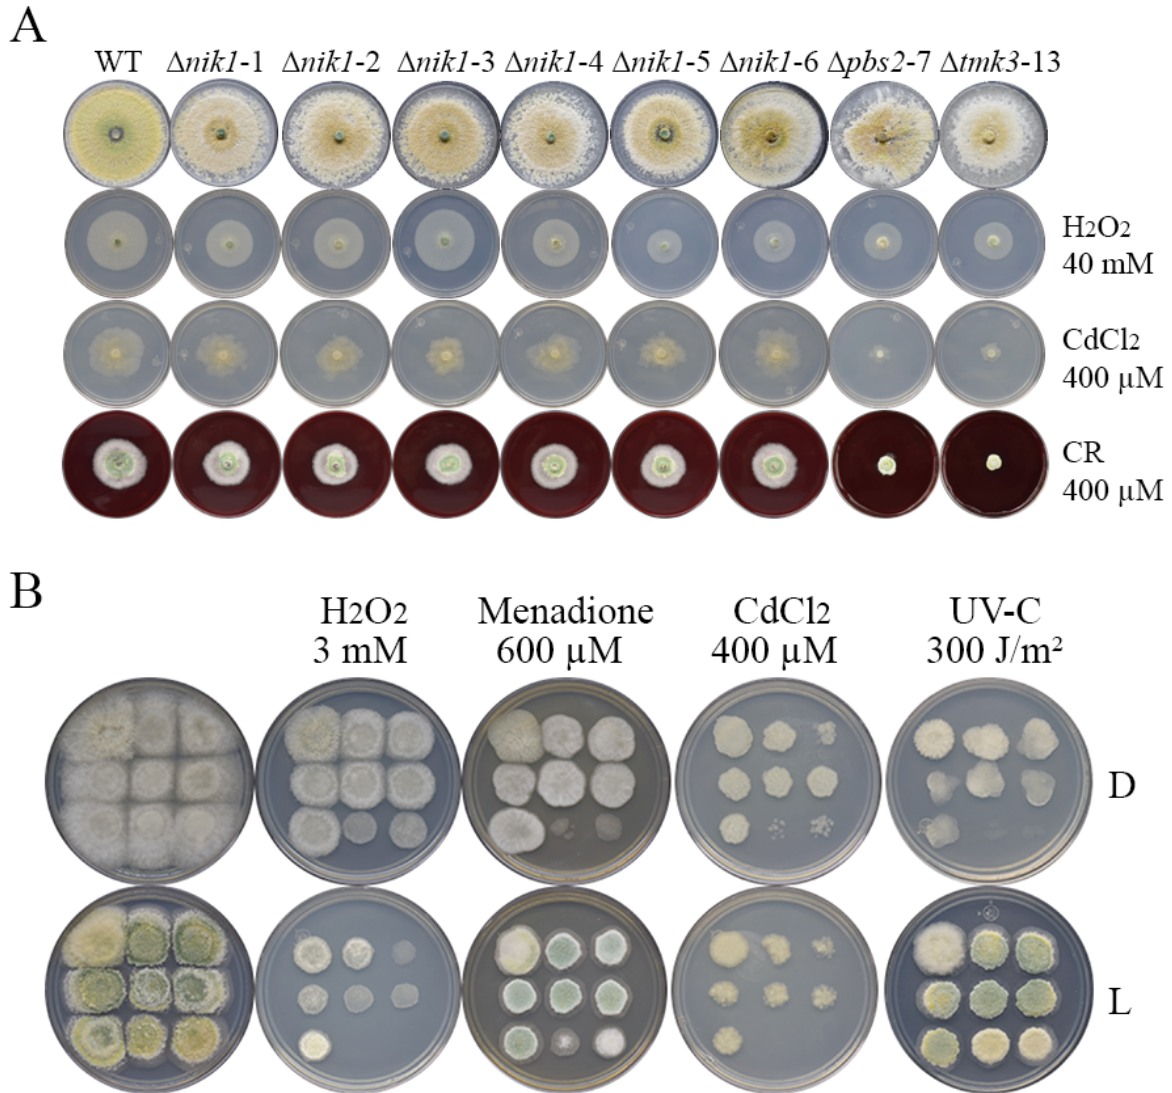 A
WT Δnik1-1 Δnik1-2 Δnik1-3 Δnik1-4 Δnik1-5 Δnik1-6 Δpbs2-7 Δtmk3-13
H2O2
40 mM
CdCl2
400 µM
CR
400 µM
B
H2O2 Menadione CdCl2 UV-C
3 mM 600 µM 400 µM 300 J/m²
D
L